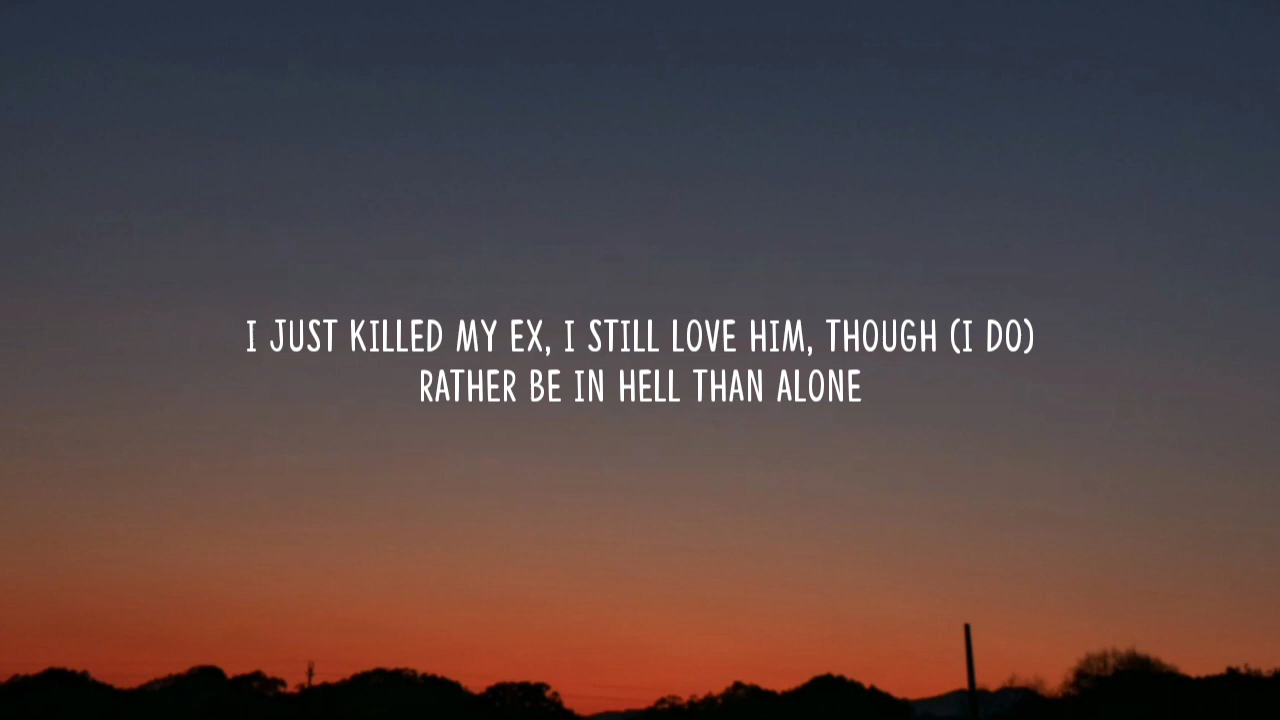 I JUST KILLED MY EX, I STILL LOVE HIM, THOUGH (I DO)
RATHER BE IN HELL THAN ALONE